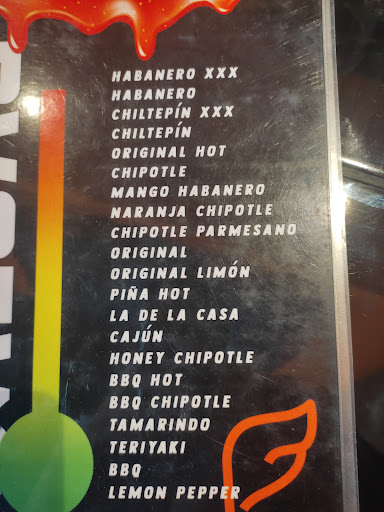 HABANERO XXX
HABANERO
CHILTEPÍN XXX
CHILTEPÍN
ORIGINAL HOT
CHIPOTLE
MANGO HABANERO
NARANJA CHIPOTLE
CHIPOTLE PARMESANO
ORIGINAL
ORIGINAL LIMÓN
PIÑA HOT
LA DE LA CASA
CAJÚN
HONEY CHIPOTLE
BBQ HOT
BBQ CHIPOTLE
TAMARINDO
TERIYAKI
BBQ
LEMON PEPPER